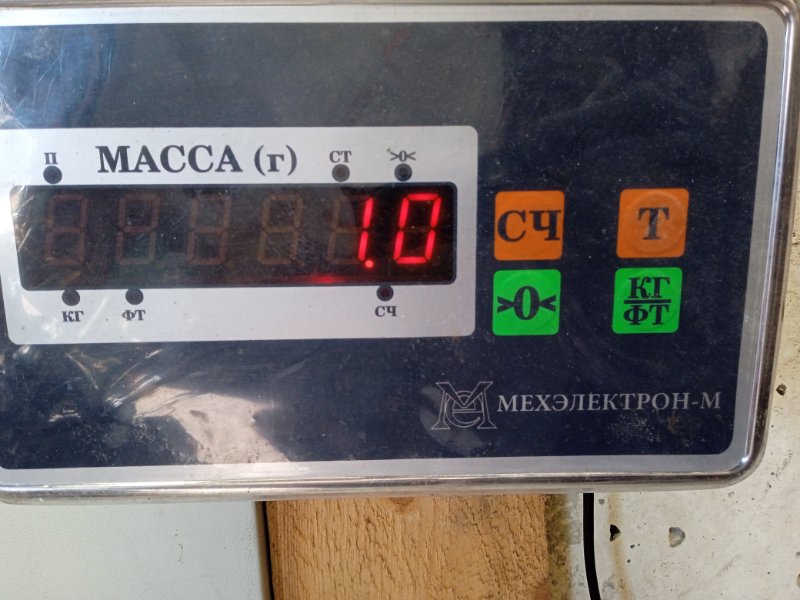 П МАССА (г) СТ >0<
1.0
КГ ФТ СЧ
СЧ Т
>0< КГ
ФТ
МЕХЭЛЕКТРОН-М